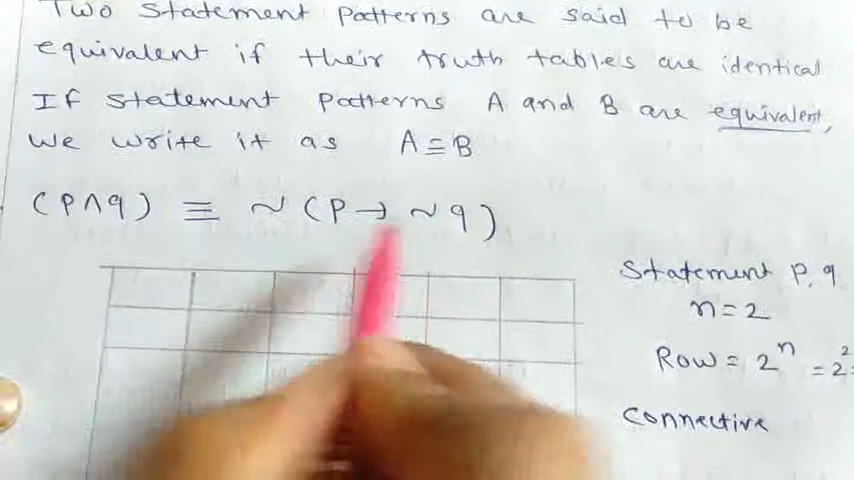 Two statement patterns are said to be
equivalent if their truth tables are identical
If statement patterns A and B are equivalent,
we write it as A ≡ B
(p∧q) ≡ ~(p→~q)
Statement p, q
n=2
Row = 2ⁿ = 2²=
Connective